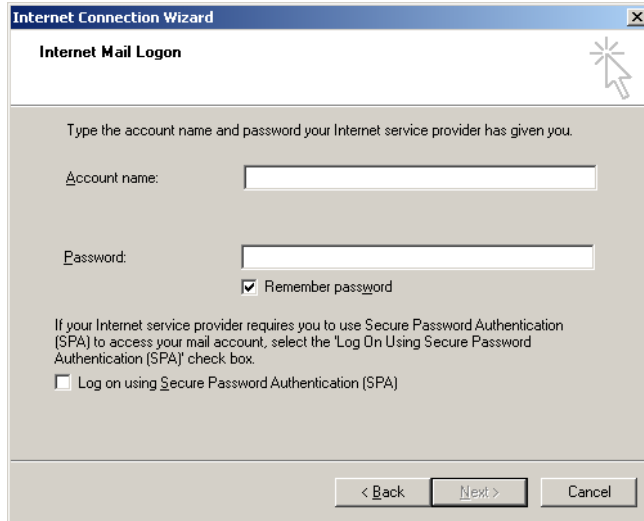 Internet Connection Wizard
Internet Mail Logon
Type the account name and password your Internet service provider has given you.
Account name:
Password:
Remember password
If your Internet service provider requires you to use Secure Password Authentication
(SPA) to access your mail account, select the 'Log On Using Secure Password
Authentication (SPA)' check box.
Log on using Secure Password Authentication (SPA)
< Back
Next >
Cancel